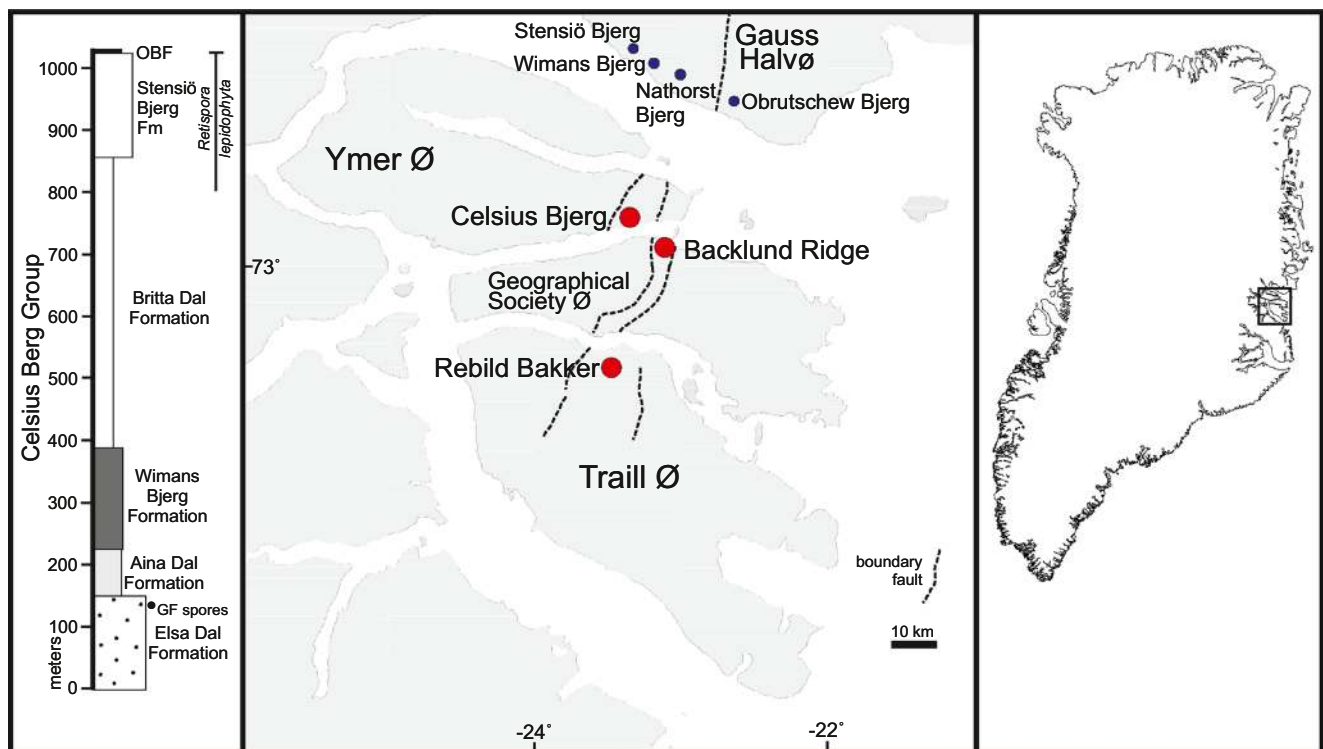 OBF
1000
Stensiö
Bjerg
Fm
Retispora
lepidophyta
900
800
700
Britta Dal
Formation
600
500
400
Wimans
Bjerg
Formation
300
200
Aina Dal
Formation
GF spores
100
Elsa Dal
Formation
0
meters
Celsius Berg Group
Stensiö Bjerg
Wimans Bjerg
Nathorst
Bjerg
Gauss
Halvø
Obrutschew Bjerg
Ymer Ø
Celsius Bjerg
Backlund Ridge
73°
Geographical
Society Ø
Rebild Bakker
Traill Ø
boundary
fault
10 km
-24°
-22°